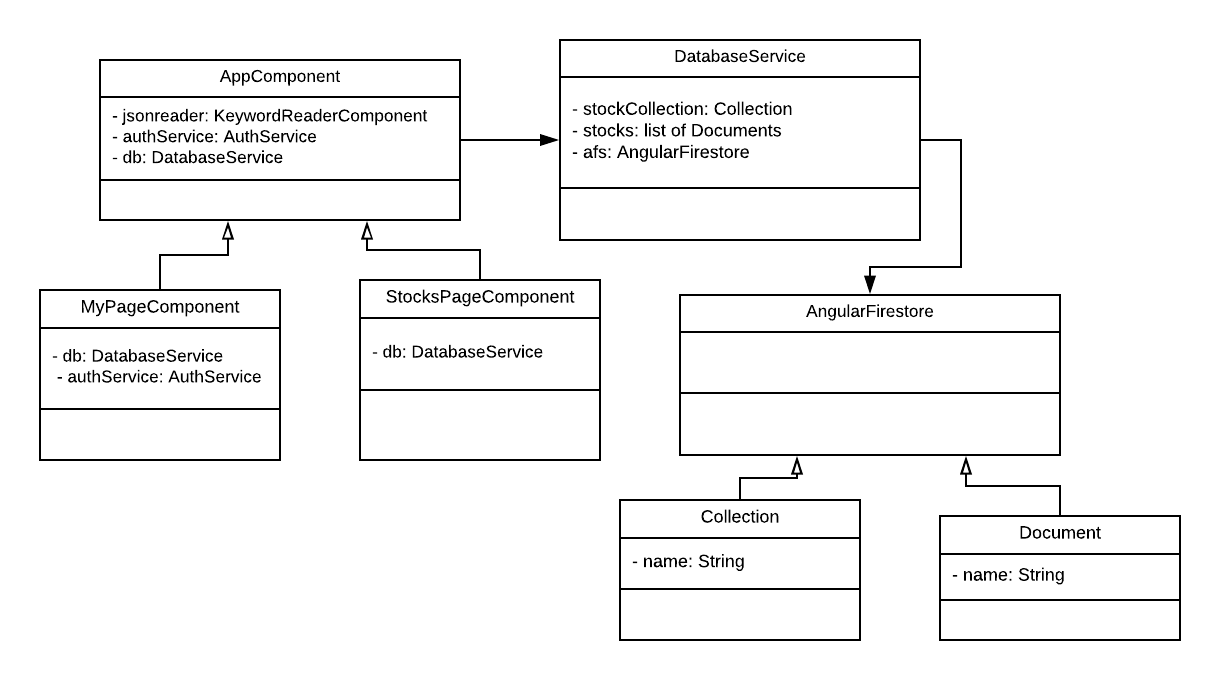 AppComponent
- jsonreader: KeywordReaderComponent
- authService: AuthService
- db: DatabaseService
DatabaseService
- stockCollection: Collection
- stocks: list of Documents
- afs: AngularFirestore
MyPageComponent
- db: DatabaseService
- authService: AuthService
StocksPageComponent
- db: DatabaseService
AngularFirestore
Collection
- name: String
Document
- name: String